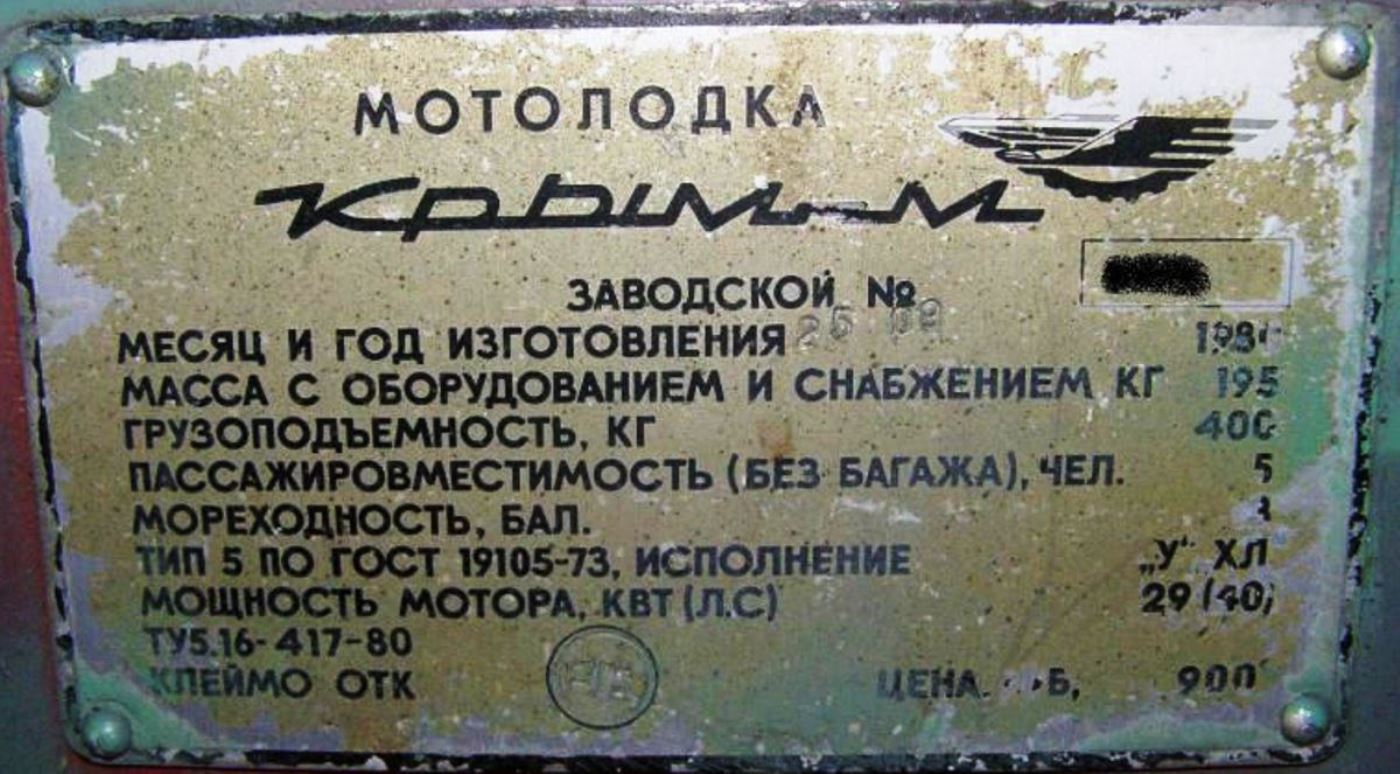 МОТОЛОДКА
Крым-М
ЗАВОДСКОЙ №
МЕСЯЦ И ГОД ИЗГОТОВЛЕНИЯ
МАССА С ОБОРУДОВАНИЕМ И СНАБЖЕНИЕМ КГ 195
ГРУЗОПОДЪЕМНОСТЬ, КГ 400
ПАССАЖИРОВМЕСТИМОСТЬ (БЕЗ БАГАЖА), ЧЕЛ. 5
МОРЕХОДНОСТЬ, БАЛ.
ТИП 5 ПО ГОСТ 19105-73, ИСПОЛНЕНИЕ „У" ХЛ
МОЩНОСТЬ МОТОРА, КВТ (Л.С) 29 (40)
ТУ5.16-417-80
КЛЕЙМО ОТК
ЦЕНА. 900